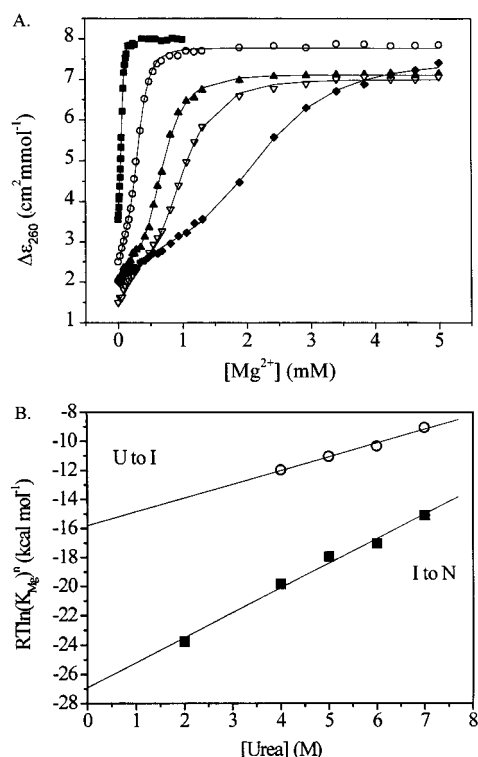 A.
8
7
6
5
4
3
2
1
Δε260 (cm²mmol⁻¹)
0 1 2 3 4 5
[Mg²⁺] (mM)
B.
-8
-10
-12
-14
-16
-18
-20
-22
-24
-26
-28
RTln(K_Mg)ⁿ (kcal mol⁻¹)
U to I
I to N
0 1 2 3 4 5 6 7 8
[Urea] (M)